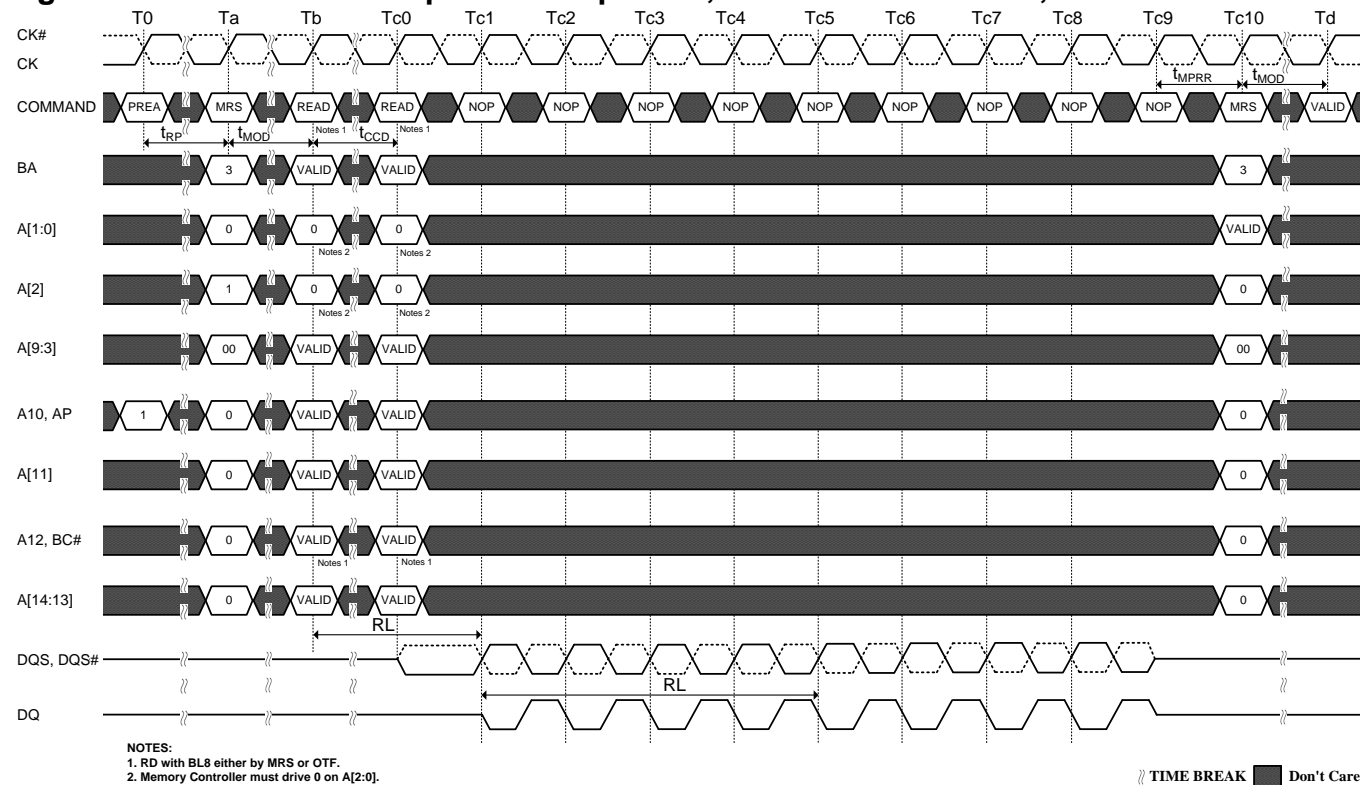 T0 Ta Tb Tc0 Tc1 Tc2 Tc3 Tc4 Tc5 Tc6 Tc7 Tc8 Tc9 Tc10 Td
CK#
CK
tMPRR tMOD
COMMAND PREA MRS READ READ NOP NOP NOP NOP NOP NOP NOP NOP NOP MRS VALID
Notes 1 Notes 1
tRP tMOD tCCD
BA 3 VALID VALID 3
A[1:0] 0 0 0 VALID
Notes 2 Notes 2
A[2] 1 0 0 0
Notes 2 Notes 2
A[9:3] 00 VALID VALID 00
A10, AP 1 0 VALID VALID 0
A[11] 0 VALID VALID 0
A12, BC# 0 VALID VALID 0
Notes 1 Notes 1
A[14:13] 0 VALID VALID 0
RL
DQS, DQS#
RL
DQ
NOTES:
1. RD with BL8 either by MRS or OTF.
2. Memory Controller must drive 0 on A[2:0].
TIME BREAK Don't Care